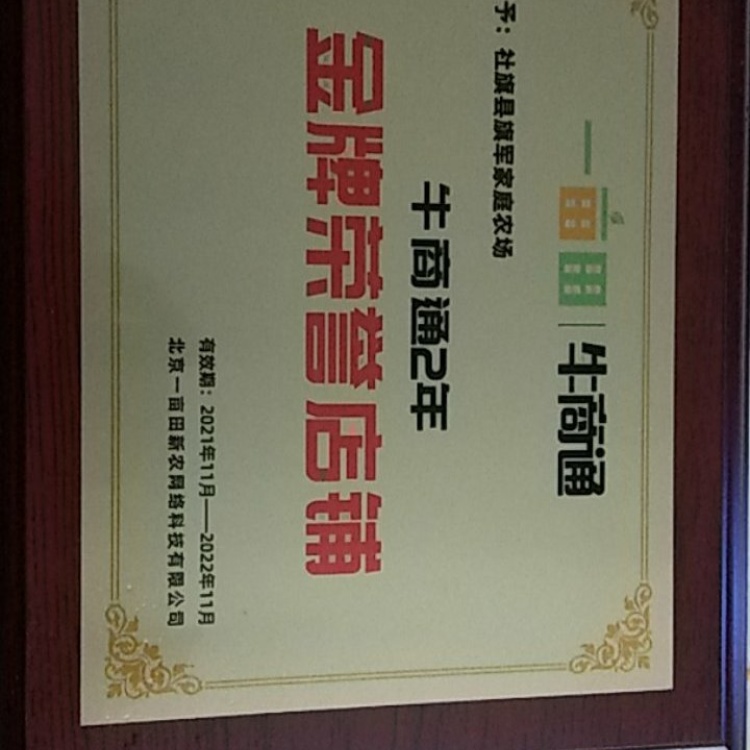 一亩田 牛商通
予：社旗县旗军家庭农场
牛商通2年
金牌荣誉店铺
有效期：2021年11月——2022年11月
北京一亩田新农网络科技有限公司